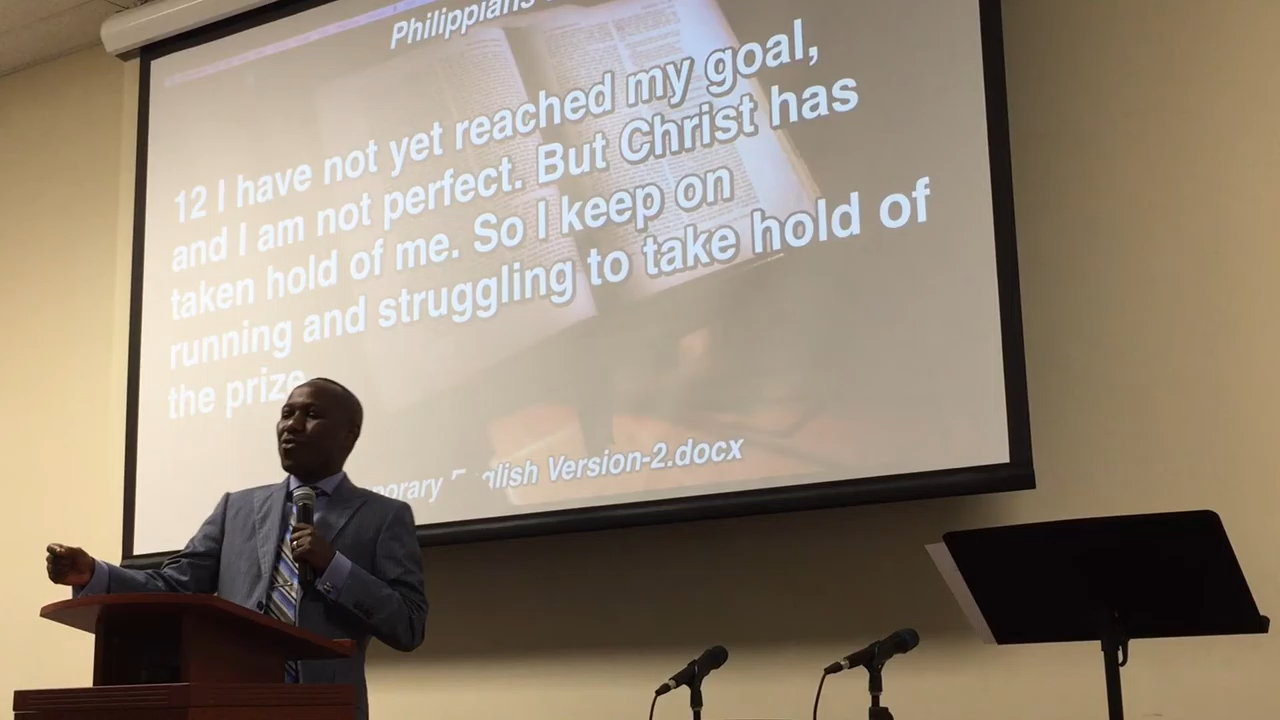 Philippians
12 I have not yet reached my goal,
and I am not perfect. But Christ has
taken hold of me. So I keep on
running and struggling to take hold of
the prize
Version-2.docx